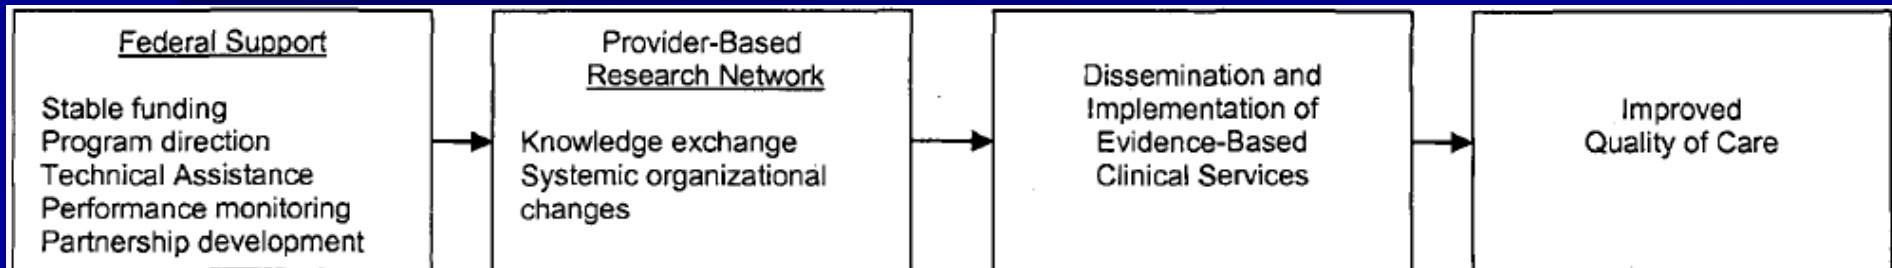 Federal Support
Stable funding
Program direction
Technical Assistance
Performance monitoring
Partnership development
Provider-Based
Research Network
Knowledge exchange
Systemic organizational
changes
Dissemination and
Implementation of
Evidence-Based
Clinical Services
Improved
Quality of Care